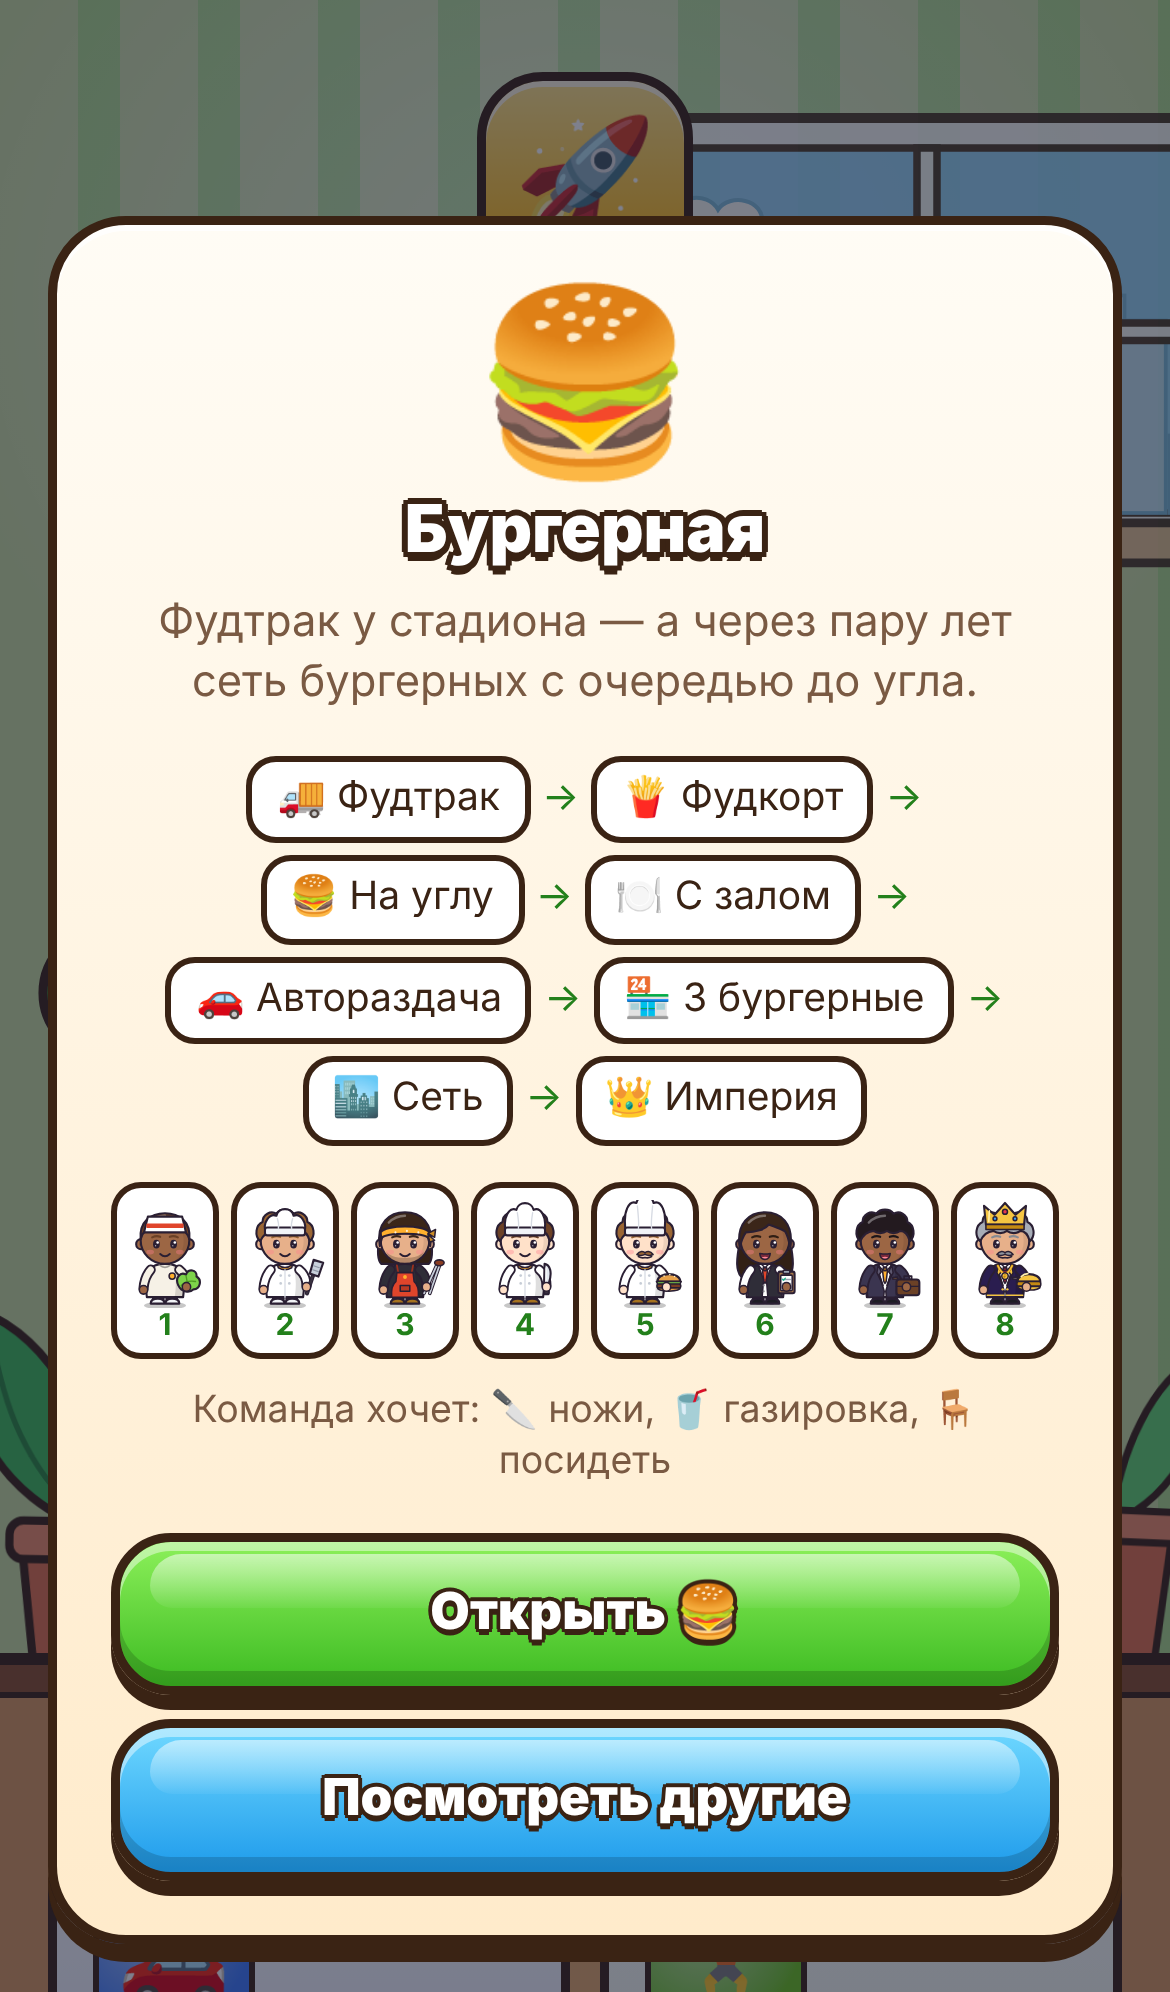 Бургерная
Фудтрак у стадиона — а через пару лет
сеть бургерных с очередью до угла.
Фудтрак → Фудкорт →
На углу → С залом →
Автораздача → 24 3 бургерные →
Сеть → Империя
1 2 3 4 5 6 7 8
Команда хочет: ножи, газировка,
посидеть
Открыть
Посмотреть другие